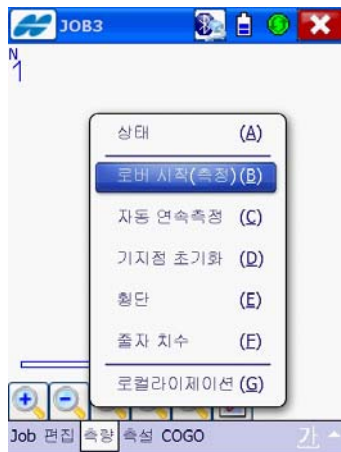 JOB3
N
상태 (A)
로버 시작(측정)(B)
자동 연속측정 (C)
기지점 초기화 (D)
횡단 (E)
줄자 치수 (F)
로컬라이제이션 (G)
Job 편집 측량 측설 COGO 가